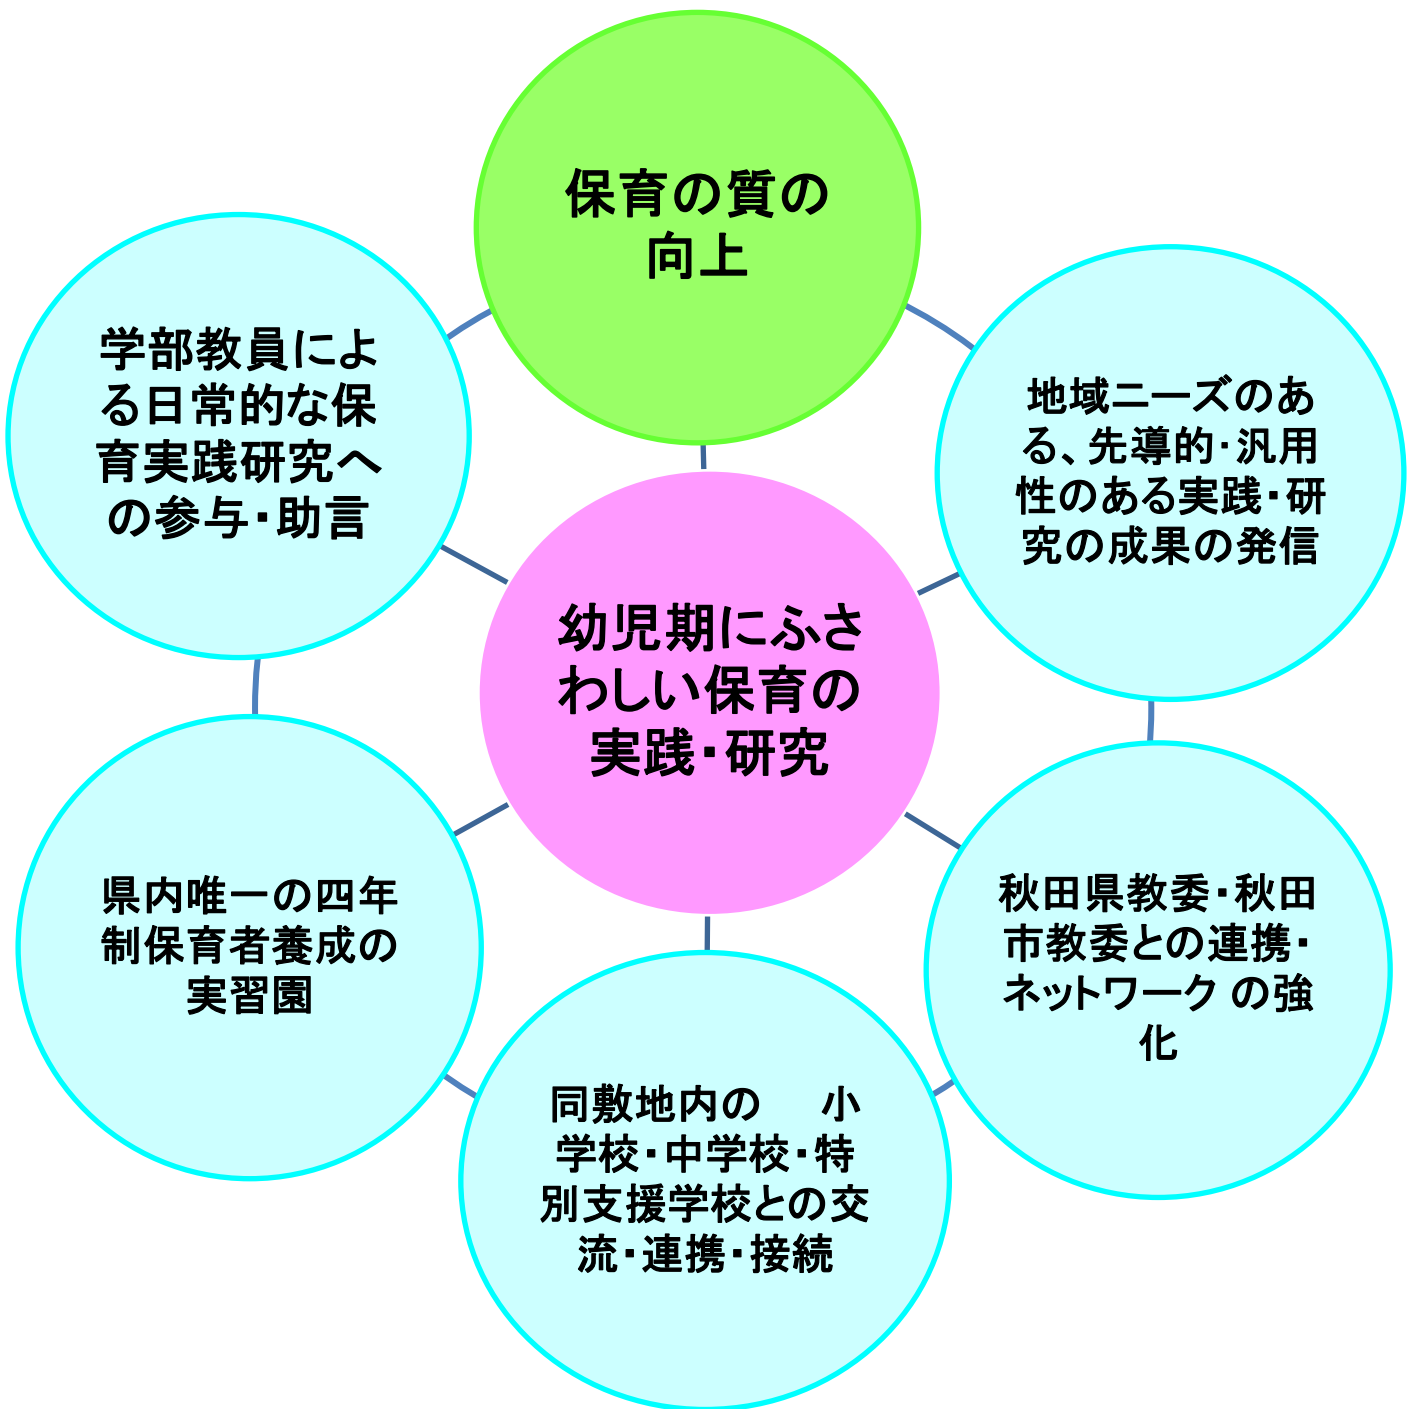 保育の質の
向上
学部教員によ
る日常的な保
育実践研究へ
の参与・助言
地域ニーズのあ
る、先導的・汎用
性のある実践・研
究の成果の発信
幼児期にふさ
わしい保育の
実践・研究
県内唯一の四年
制保育者養成の
実習園
秋田県教委・秋田
市教委との連携・
ネットワーク の強
化
同敷地内の　小
学校・中学校・特
別支援学校との交
流・連携・接続